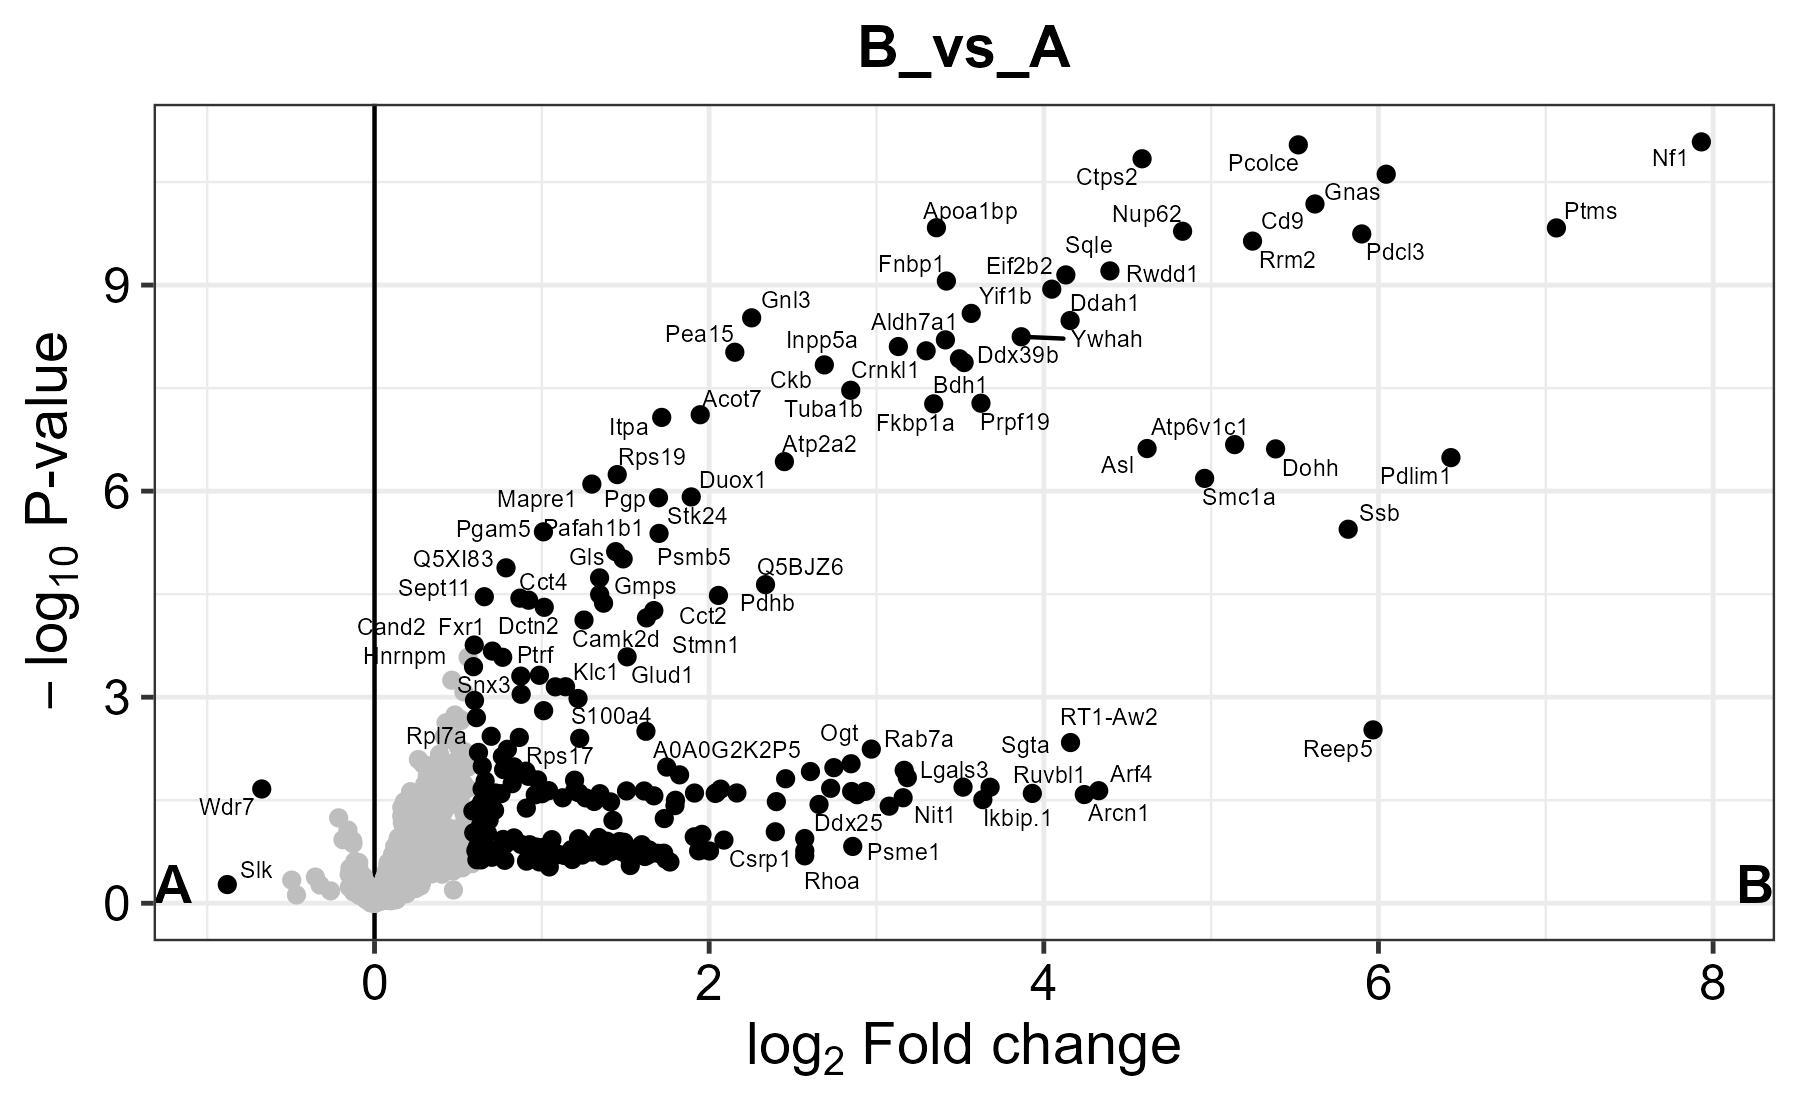 B_vs_A
Nf1
Pcolce
Ctps2
Gnas
Apoa1bp
Nup62
Cd9
Ptms
Sqle
Rrm2
Pdcl3
Fnbp1
Eif2b2
Rwdd1
9
Gnl3
Yif1b
Ddah1
Pea15
Inpp5a
Aldh7a1
Ywhah
Ddx39b
Ckb
Crnkl1
Bdh1
Acot7
Tuba1b
Fkbp1a
Prpf19
Itpa
Atp2a2
Atp6v1c1
Rps19
Asl
Dohh
Pdlim1
Duox1
6
Mapre1
Pgp
Smc1a
Stk24
Ssb
Pgam5
Pafah1b1
Q5XI83
Gls
Psmb5
Q5BJZ6
Sept11
Cct4
Gmps
Pdhb
Cct2
Cand2
Fxr1
Dctn2
Camk2d
Stmn1
Hnrnpm
Ptrf
Klc1
Glud1
Snx3
3
S100a4
RT1-Aw2
Rpl7a
Rps17
A0A0G2K2P5
Ogt
Rab7a
Sgta
Reep5
Lgals3
Ruvbl1
Arf4
Wdr7
Ddx25
Nit1
Ikbip.1
Arcn1
Csrp1
Psme1
Slk
Rhoa
A
B
0
− log10 P-value
0 2 4 6 8
log2 Fold change